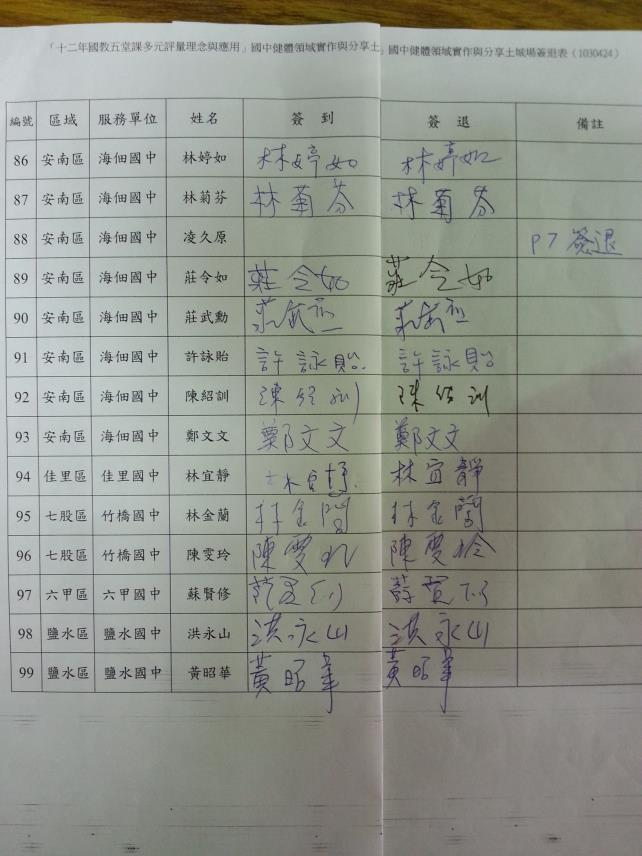 「十二年國教五堂課多元評量理念與應用」國中健體領域實作與分享土」國中健體領域實作與分享土城場簽退表（1030424）
編號 區域 服務單位 姓名 簽 到 簽 退 備註
86 安南區 海佃國中 林婷如 林婷如 林婷如
87 安南區 海佃國中 林菊芬 林菊芬 林菊芬
88 安南區 海佃國中 凌久原 P7 簽退
89 安南區 海佃國中 莊令如 莊令如 莊令如
90 安南區 海佃國中 莊武勳 莊武勳 莊武勳
91 安南區 海佃國中 許詠貽 許詠貽 許詠貽
92 安南區 海佃國中 陳紹訓 陳紹訓 陳紹訓
93 安南區 海佃國中 鄭文文 鄭文文 鄭文文
94 佳里區 佳里國中 林宜靜 林宜靜 林宜靜
95 七股區 竹橋國中 林金蘭 林金蘭 林金蘭
96 七股區 竹橋國中 陳雯玲 陳雯玲 陳雯玲
97 六甲區 六甲國中 蘇賢修 蘇賢修 蘇賢修
98 鹽水區 鹽水國中 洪永山 洪永山 洪永山
99 鹽水區 鹽水國中 黃昭華 黃昭華 黃昭華